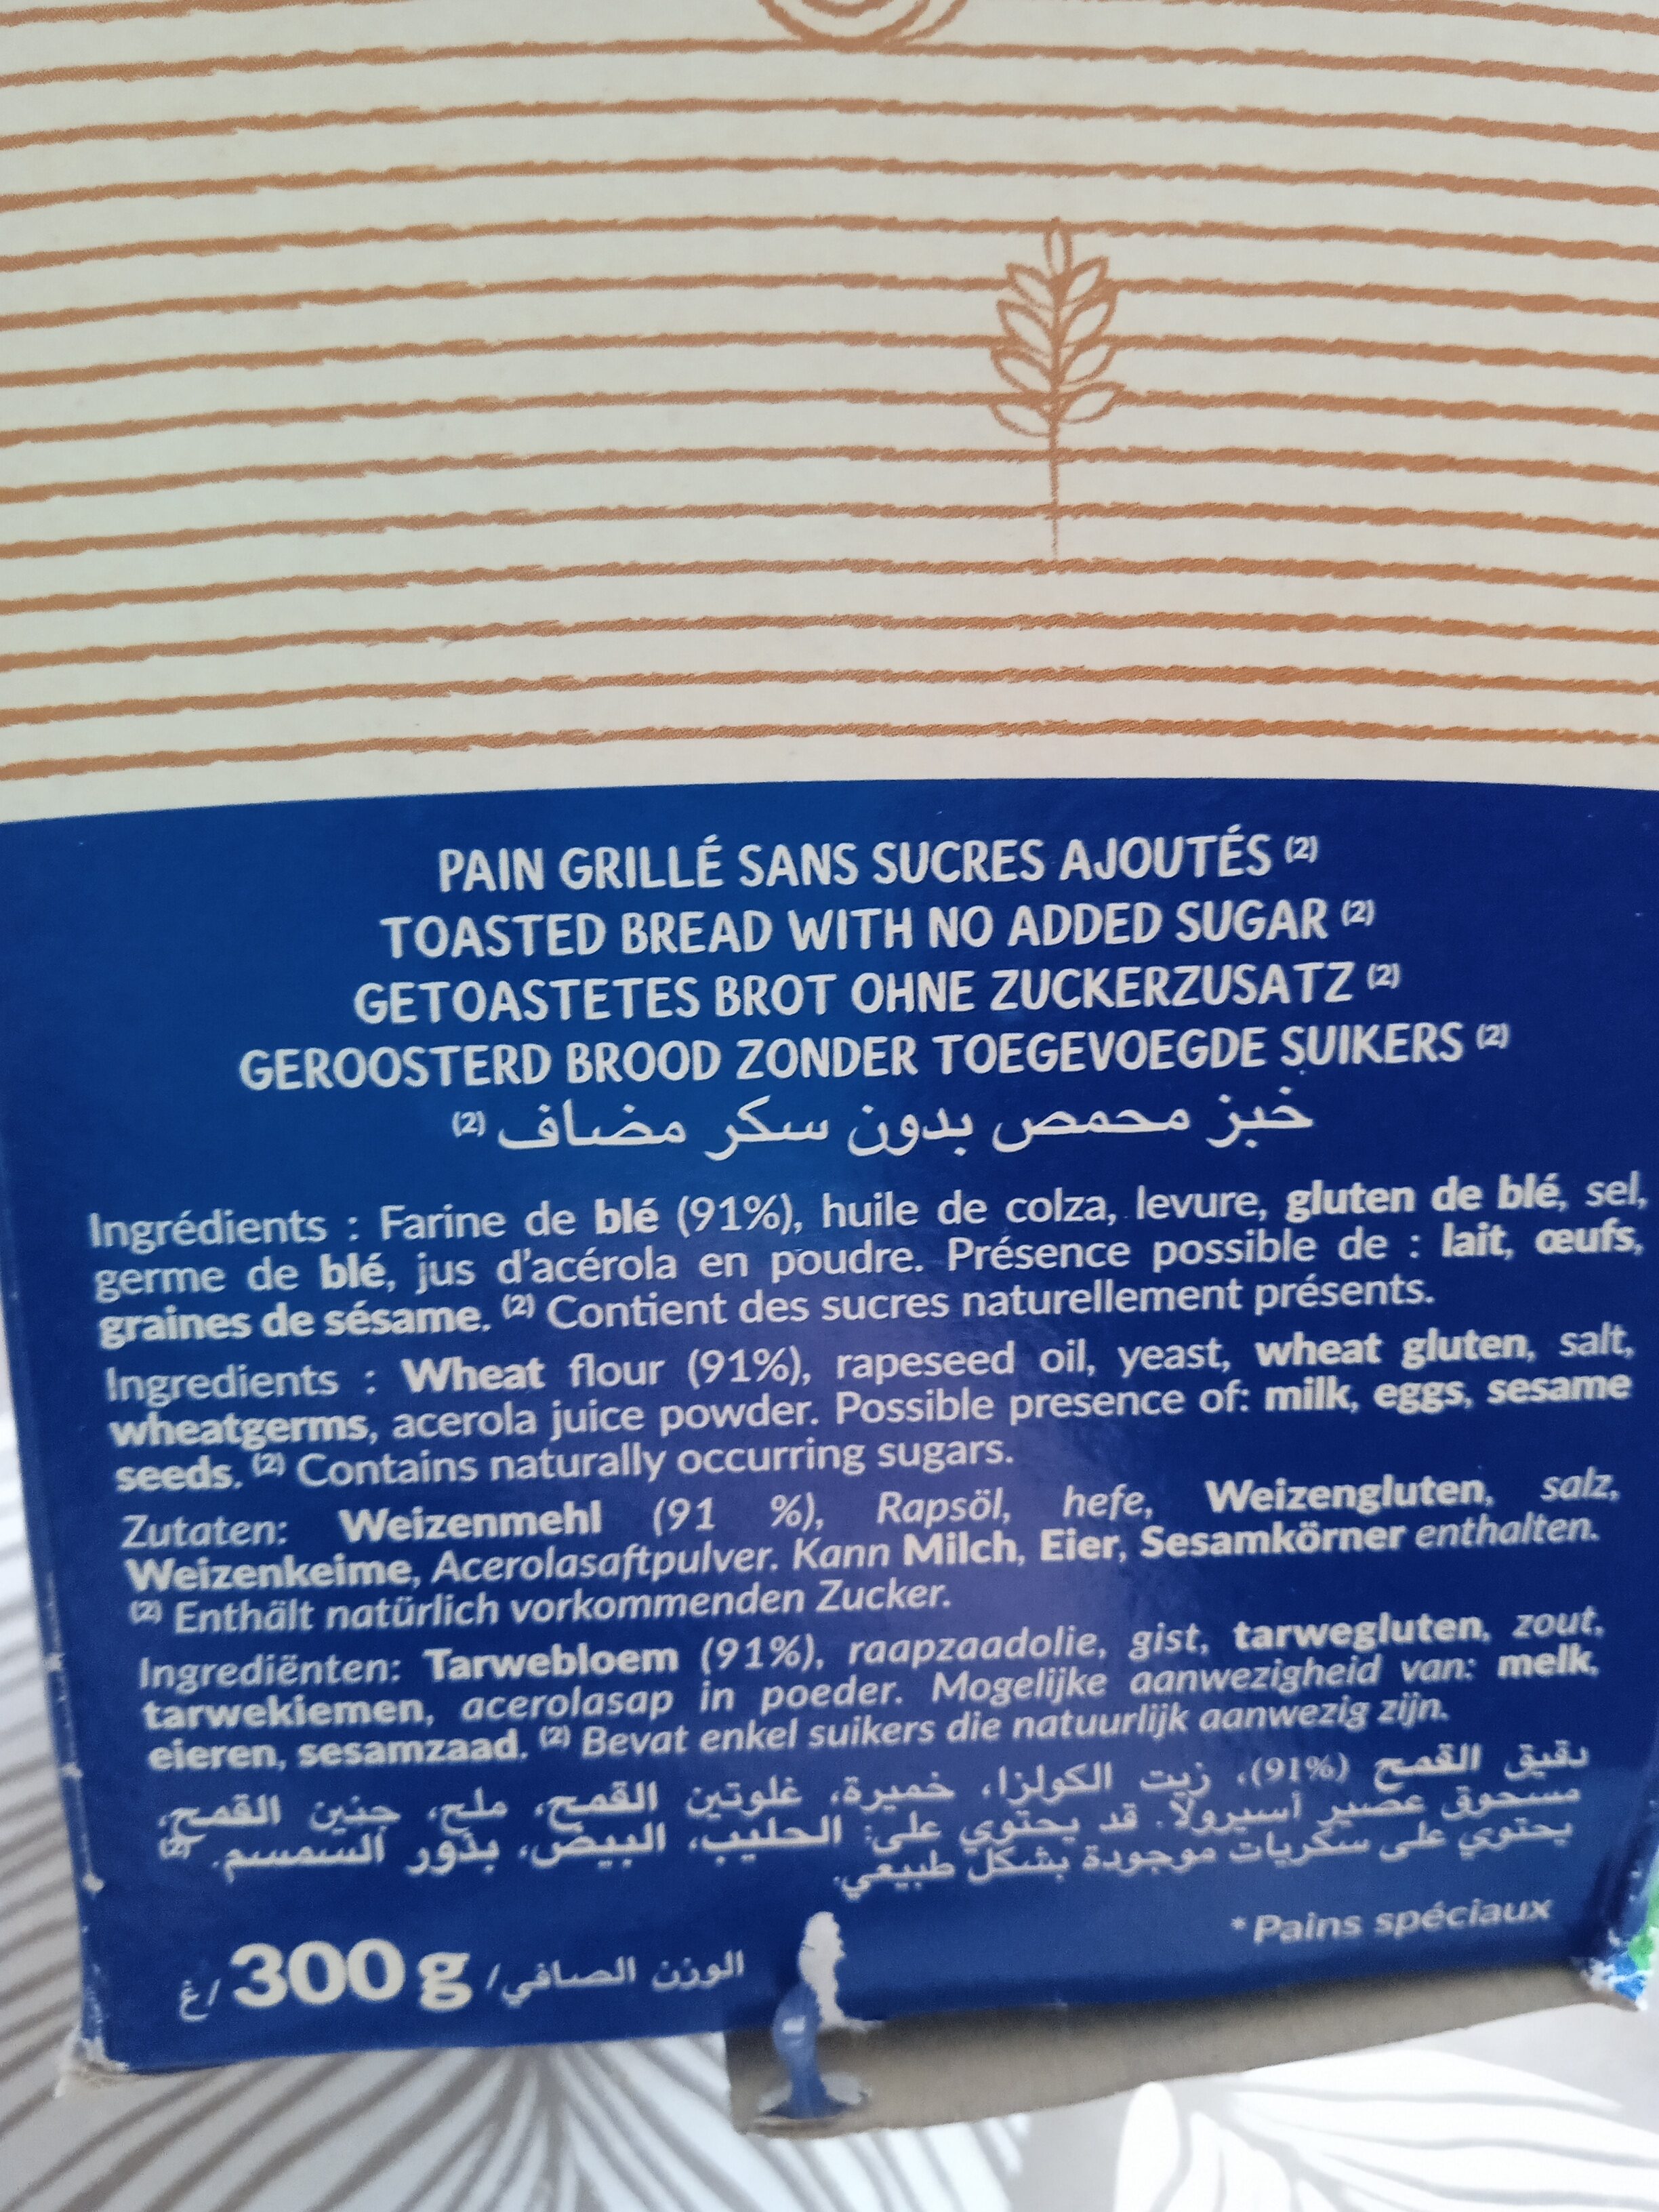 PAIN GRILLÉ SANS SUCRES AJOUTÉS (2)
TOASTED BREAD WITH NO ADDED SUGAR (2)
GETOASTETES BROT OHNE ZUCKERZUSATZ (2)
GEROOSTERD BROOD ZONDER TOEGEVOEGDE SUIKERS (2)
خبز محمص بدون سكر مضاف (2)
Ingrédients : Farine de blé (91%), huile de colza, levure, gluten de blé, sel,
germe de blé, jus d'acérola en poudre. Présence possible de : lait, œufs,
graines de sésame. (2) Contient des sucres naturellement présents.
Ingredients : Wheat flour (91%), rapeseed oil, yeast, wheat gluten, salt,
wheatgerms, acerola juice powder. Possible presence of: milk, eggs, sesame
seeds. (2) Contains naturally occurring sugars.
Zutaten: Weizenmehl (91 %), Rapsöl, hefe, Weizengluten, salz,
Weizenkeime, Acerolasaftpulver. Kann Milch, Eier, Sesamkörner enthalten.
(2) Enthält natürlich vorkommenden Zucker.
Ingrediënten: Tarwebloem (91%), raapzaadolie, gist, tarwegluten, zout,
tarwekiemen, acerolasap in poeder. Mogelijke aanwezigheid van: melk,
eieren, sesamzaad. (2) Bevat enkel suikers die natuurlijk aanwezig zijn.
دقيق القمح (91%)، زيت الكولزا، خميرة، غلوتين القمح، ملح، جنين القمح،
مسحوق عصير أسيرولا. قد يحتوي على: الحليب، البيض، بذور السمسم. (2)
يحتوي على سكريات موجودة بشكل طبيعي.
* Pains spéciaux
الوزن الصافي/ 300 g /غ